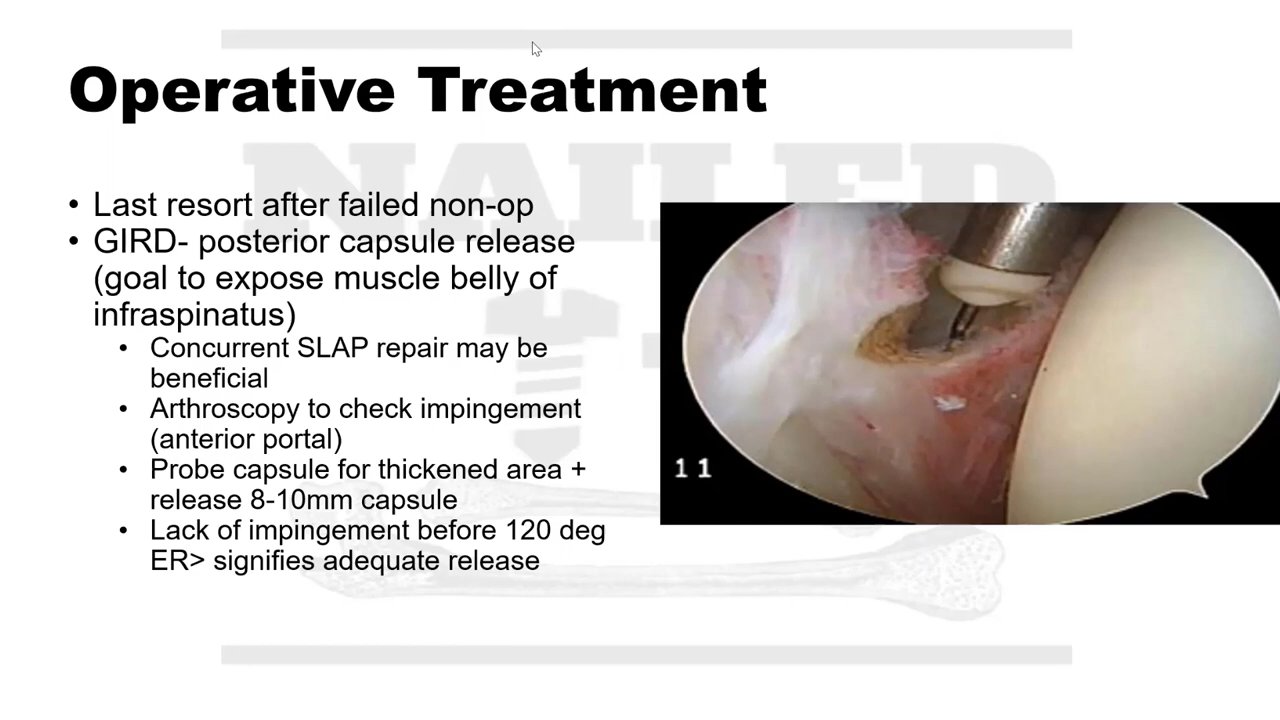 Operative Treatment
NAILED
• Last resort after failed non-op
• GIRD- posterior capsule release
(goal to expose muscle belly of
infraspinatus)
• Concurrent SLAP repair may be
beneficial
• Arthroscopy to check impingement
(anterior portal)
• Probe capsule for thickened area +
release 8-10mm capsule
• Lack of impingement before 120 deg
ER> signifies adequate release
11